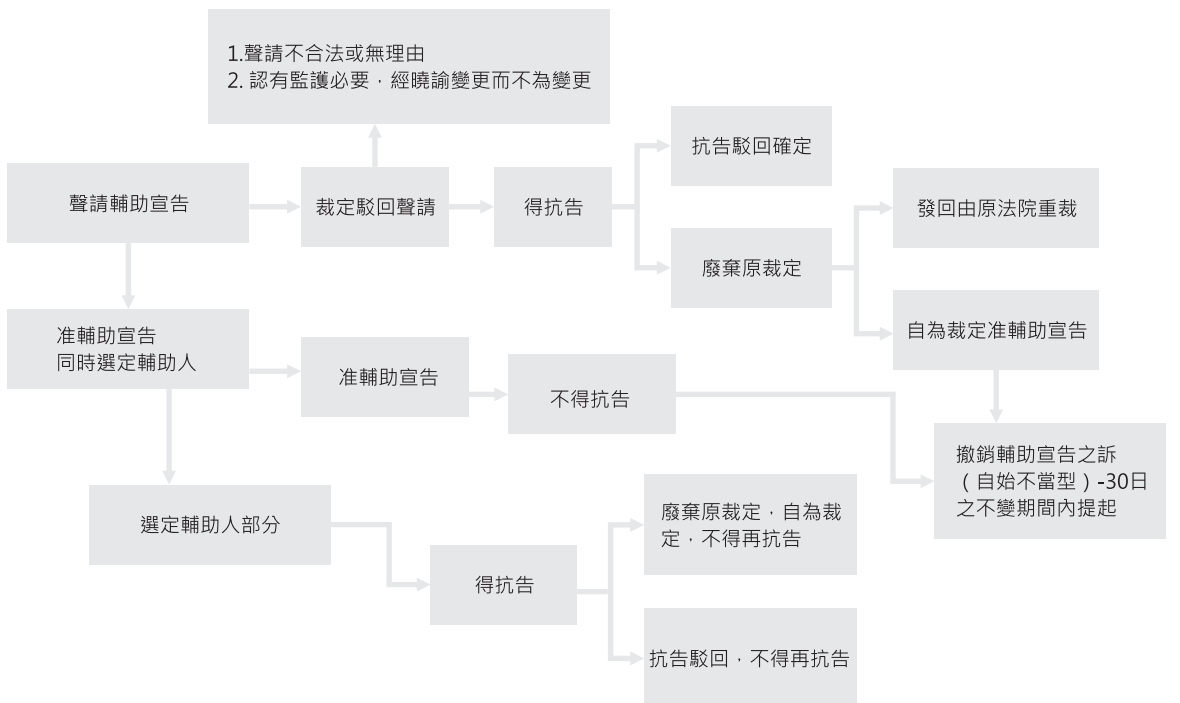 1.聲請不合法或無理由
2. 認有監護必要，經曉諭變更而不為變更
聲請輔助宣告
裁定駁回聲請
得抗告
抗告駁回確定
廢棄原裁定
發回由原法院重裁
自為裁定准輔助宣告
准輔助宣告
同時選定輔助人
准輔助宣告
不得抗告
撤銷輔助宣告之訴
（自始不當型）-30日
之不變期間內提起
選定輔助人部分
得抗告
廢棄原裁定，自為裁
定，不得再抗告
抗告駁回，不得再抗告